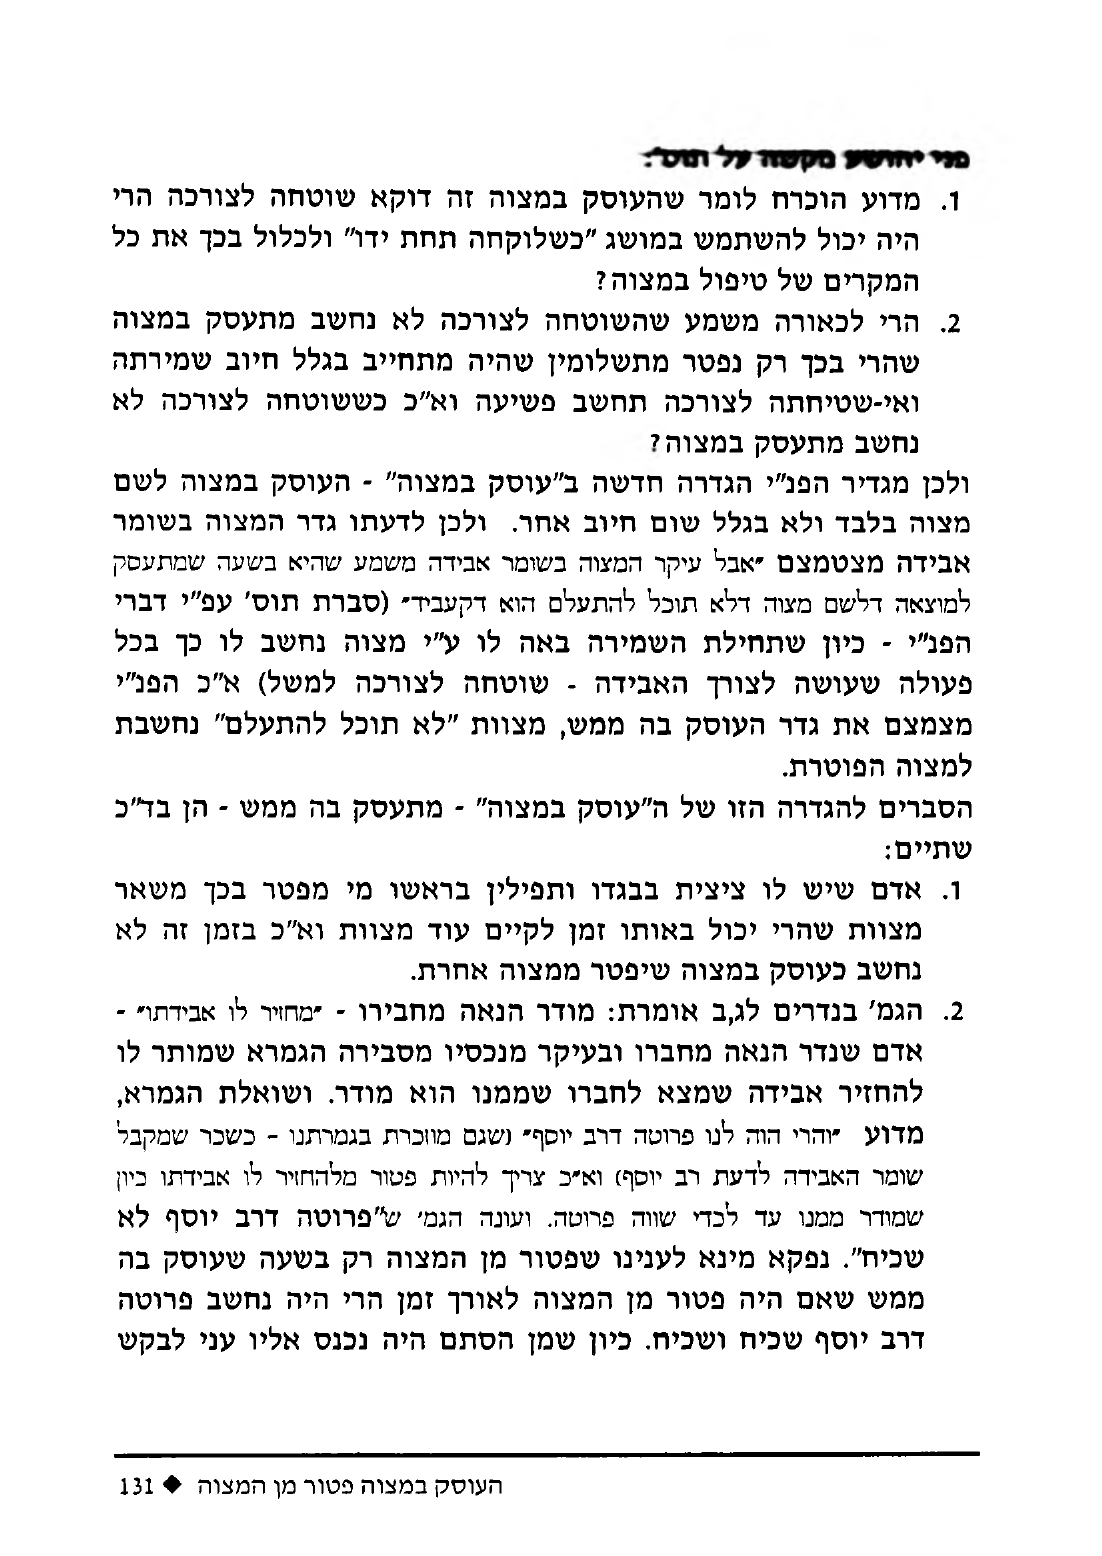 פני יהושע מקשה על תוס':
1. מדוע הוכרח לומר שהעוסק במצוה זה דוקא שוטחה לצורכה הרי
היה יכול להשתמש במושג "כשלוקחה תחת ידו" ולכלול בכך את כל
המקרים של טיפול במצוה?
2. הרי לכאורה משמע שהשוטחה לצורכה לא נחשב מתעסק במצוה
שהרי בכך רק נפטר מתשלומין שהיה מתחייב בגלל חיוב שמירתה
ואי-שטיחתה לצורכה תחשב פשיעה וא"כ כששוטחה לצורכה לא
נחשב מתעסק במצוה?
ולכן מגדיר הפנ"י הגדרה חדשה ב"עוסק במצוה" - העוסק במצוה לשם
מצוה בלבד ולא בגלל שום חיוב אחר. ולכן לדעתו גדר המצוה בשומר
אבידה מצטמצם "אבל עיקר המצוה בשומר אבידה משמע שהיא בשעה שמתעסק
למוצאה דלשם מצוה דלא תוכל להתעלם הוא דקעביד" (סברת תוס' עפ"י דברי
הפנ"י - כיון שתחילת השמירה באה לו ע"י מצוה נחשב לו כך בכל
פעולה שעושה לצורך האבידה - שוטחה לצורכה למשל) א"כ הפנ"י
מצמצם את גדר העוסק בה ממש, מצוות "לא תוכל להתעלם" נחשבת
למצוה הפוטרת.
הסברים להגדרה הזו של ה"עוסק במצוה" - מתעסק בה ממש - הן בד"כ
שתיים:
1. אדם שיש לו ציצית בבגדו ותפילין בראשו מי מפטר בכך משאר
מצוות שהרי יכול באותו זמן לקיים עוד מצוות וא"כ בזמן זה לא
נחשב כעוסק במצוה שיפטר ממצוה אחרת.
2. הגמ' בנדרים לג,ב אומרת: מודר הנאה מחבירו - "מחזיר לו אבידתו" -
אדם שנדר הנאה מחברו ובעיקר מנכסיו מסבירה הגמרא שמותר לו
להחזיר אבידה שמצא לחברו שממנו הוא מודר. ושואלת הגמרא,
מדוע "והרי הוה לנו פרוטה דרב יוסף" (שגם מוזכרת בגמרתנו - כשכר שמקבל
שומר האבידה לדעת רב יוסף) וא"כ צריך להיות פטור מלהחזיר לו אבידתו כיון
שמודר ממנו עד לכדי שווה פרוטה. ועונה הגמ' ש"פרוטה דרב יוסף לא
שכיח". נפקא מינא לענינו שפטור מן המצוה רק בשעה שעוסק בה
ממש שאם היה פטור מן המצוה לאורך זמן הרי היה נחשב פרוטה
דרב יוסף שכיח ושכיח. כיון שמן הסתם היה נכנס אליו עני לבקש
העוסק במצוה פטור מן המצוה ◆ 131